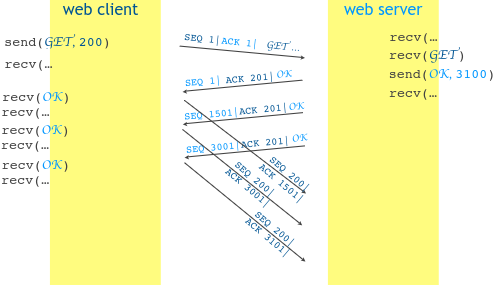 web client
web server
send(GET', 200)
recv(…
recv(OK)
recv(…
recv(OK)
recv(…
recv(OK)
recv(…
SEQ 1| ACK 1| GET'...
SEQ 1| ACK 201| OK
SEQ 1501| ACK 201| OK
SEQ 3001| ACK 201| OK
SEQ 200|
ACK 1501|
SEQ 200|
ACK 3001|
SEQ 200|
ACK 3101|
recv(…
recv(GET')
send(OK, 3100)
recv(…